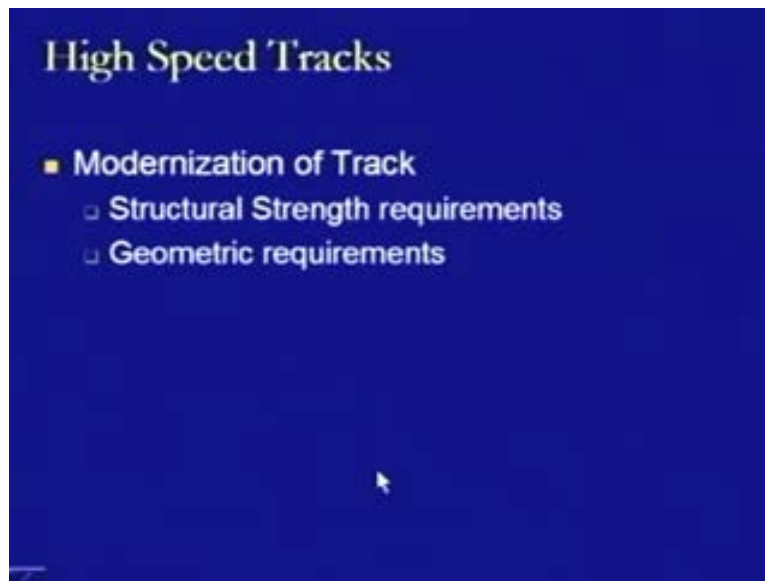 High Speed Tracks
Modernization of Track
Structural Strength requirements
Geometric requirements